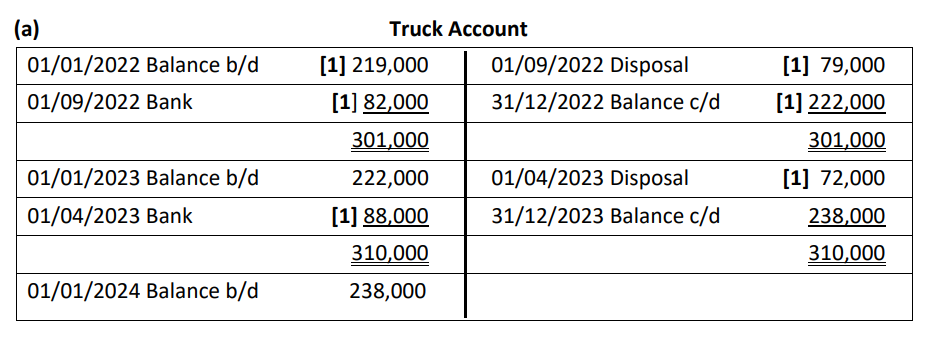 (a) Truck Account
01/01/2022 Balance b/d [1] 219,000 01/09/2022 Disposal [1] 79,000
01/09/2022 Bank [1] 82,000 31/12/2022 Balance c/d [1] 222,000
301,000 301,000
01/01/2023 Balance b/d 222,000 01/04/2023 Disposal [1] 72,000
01/04/2023 Bank [1] 88,000 31/12/2023 Balance c/d 238,000
310,000 310,000
01/01/2024 Balance b/d 238,000